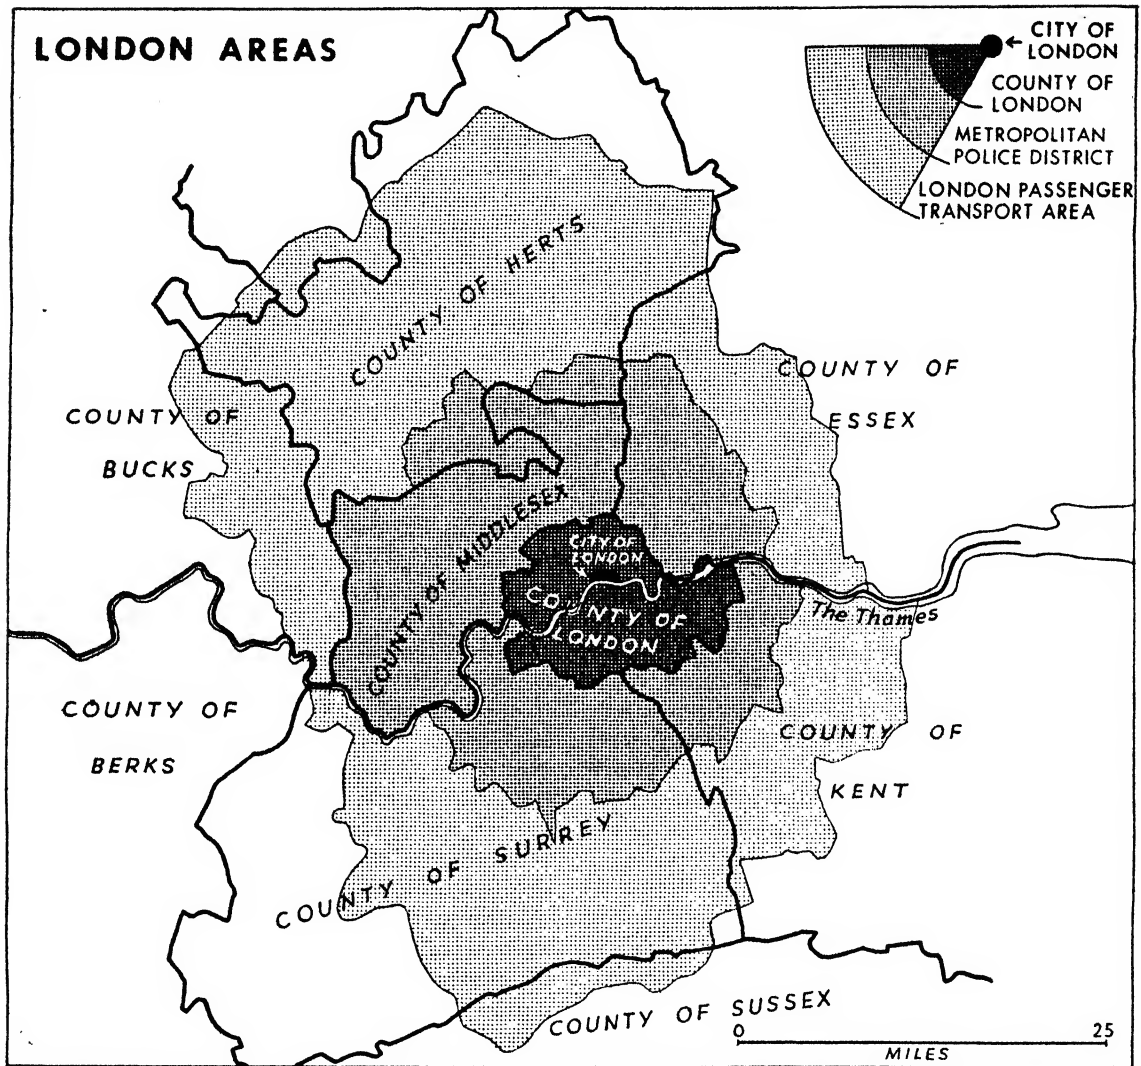 LONDON AREAS
CITY OF
LONDON
COUNTY OF
LONDON
METROPOLITAN
POLICE DISTRICT
LONDON PASSENGER
TRANSPORT AREA
COUNTY OF HERTS
COUNTY OF
ESSEX
COUNTY OF
BUCKS
COUNTY OF MIDDLESEX
CITY OF
LONDON
COUNTY OF
LONDON
The Thames
COUNTY OF
BERKS
COUNTY OF
KENT
COUNTY OF SURREY
COUNTY OF SUSSEX
0 25
MILES